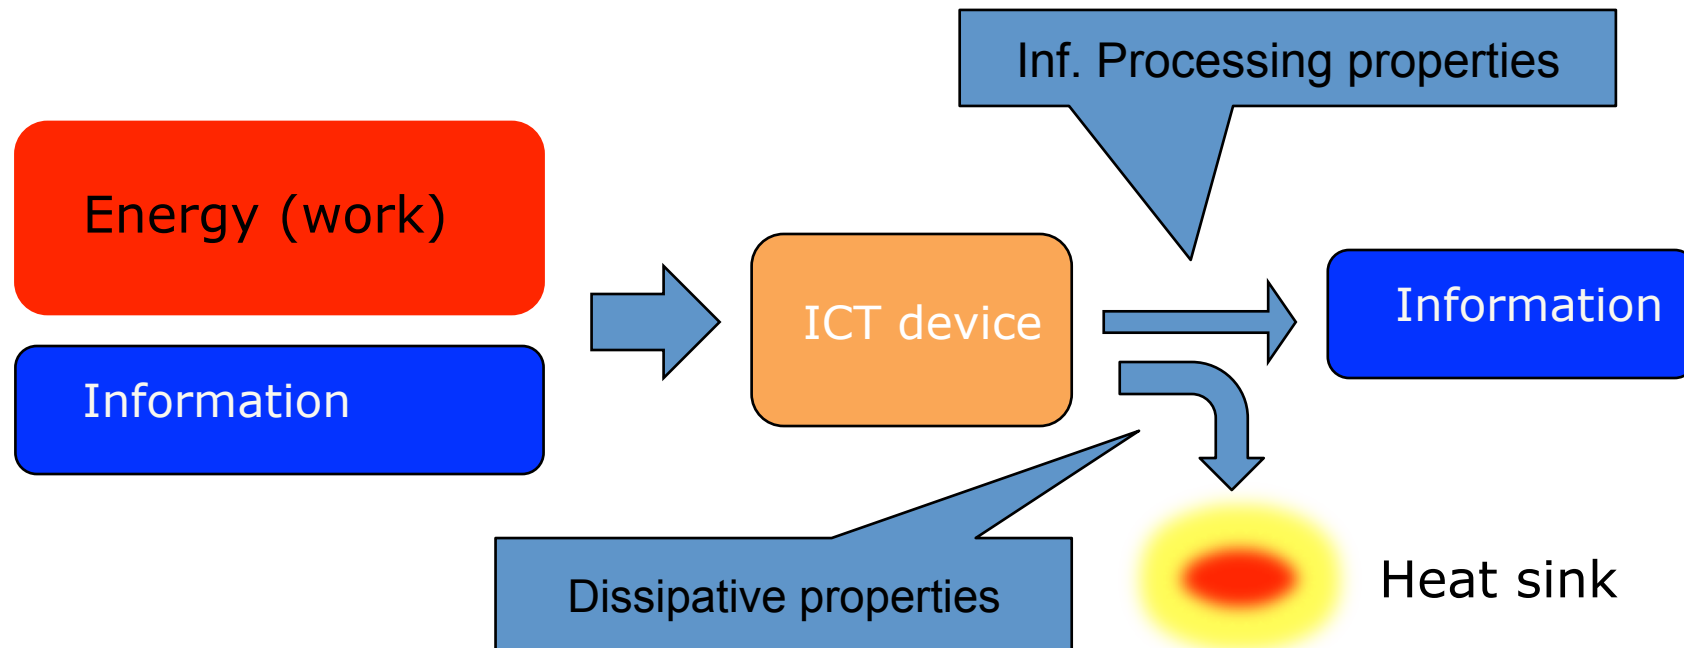 Inf. Processing properties
Energy (work)
Information
ICT device
Information
Dissipative properties
Heat sink